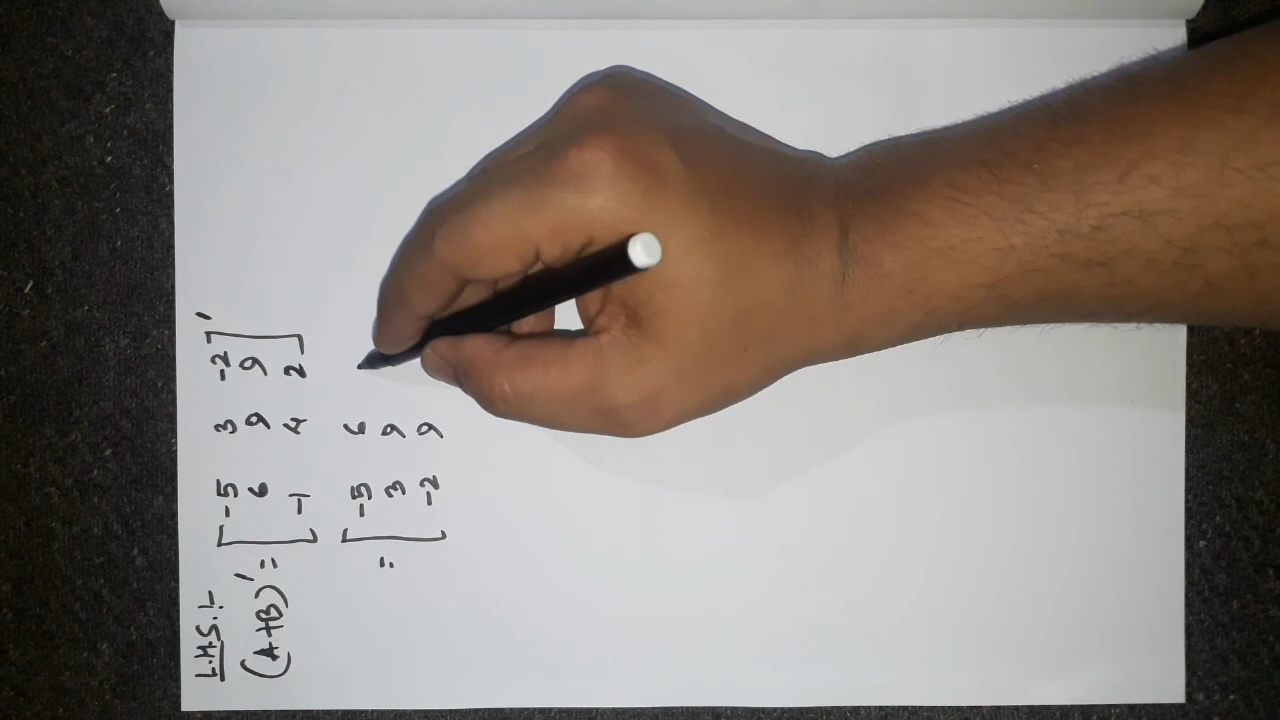 L.H.S. :-
(A+B)' = [ -5 3 -2 ]'
6 9 9
-1 4 2
= [ -5 6
3 9
-2 9